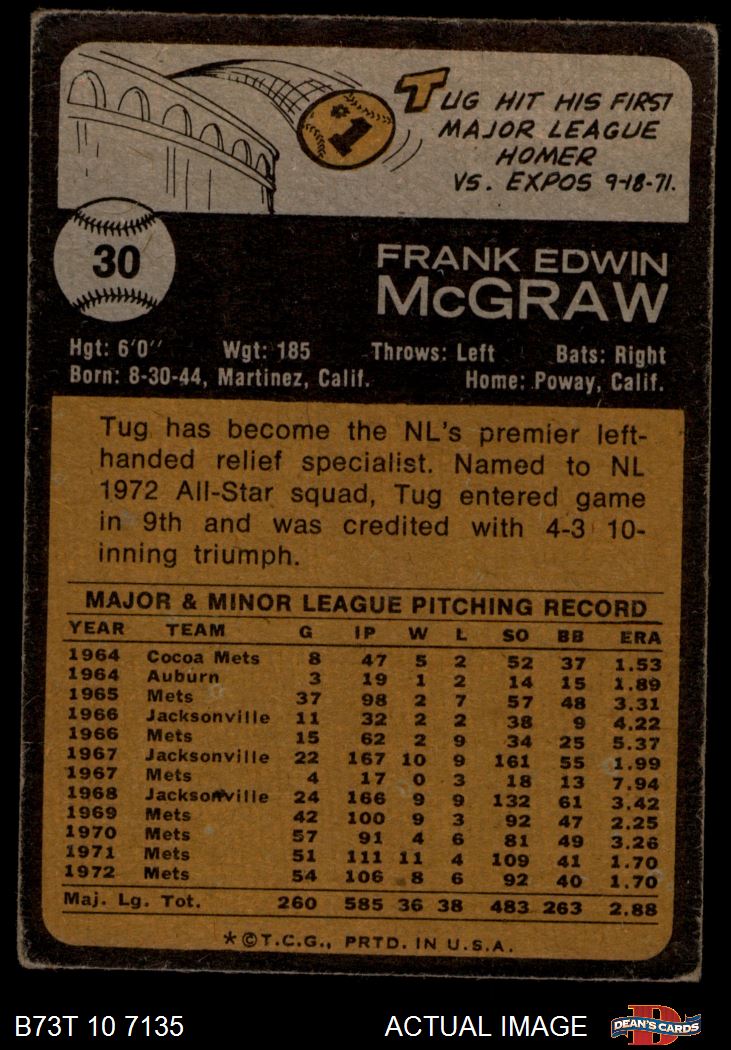 #1
TUG HIT HIS FIRST
MAJOR LEAGUE
HOMER
VS. EXPOS 9-18-71.
30
FRANK EDWIN
McGRAW
Hgt: 6'0" Wgt: 185 Throws: Left Bats: Right
Born: 8-30-44, Martinez, Calif. Home: Poway, Calif.
Tug has become the NL's premier left-
handed relief specialist. Named to NL
1972 All-Star squad, Tug entered game
in 9th and was credited with 4-3 10-
inning triumph.
MAJOR & MINOR LEAGUE PITCHING RECORD
YEAR TEAM G IP W L SO BB ERA
1964 Cocoa Mets 8 47 5 2 52 37 1.53
1964 Auburn 3 19 1 2 14 15 1.89
1965 Mets 37 98 2 7 57 48 3.31
1966 Jacksonville 11 32 2 2 38 9 4.22
1966 Mets 15 62 2 9 34 25 5.37
1967 Jacksonville 22 167 10 9 161 55 1.99
1967 Mets 4 17 0 3 18 13 7.94
1968 Jacksonville 24 166 9 9 132 61 3.42
1969 Mets 42 100 9 3 92 47 2.25
1970 Mets 57 91 4 6 81 49 3.26
1971 Mets 51 111 11 4 109 41 1.70
1972 Mets 54 106 8 6 92 40 1.70
Maj. Lg. Tot. 260 585 36 38 483 263 2.88
*©T.C.G., PRTD. IN U.S.A.
B73T 10 7135 ACTUAL IMAGE DEAN'S CARDS